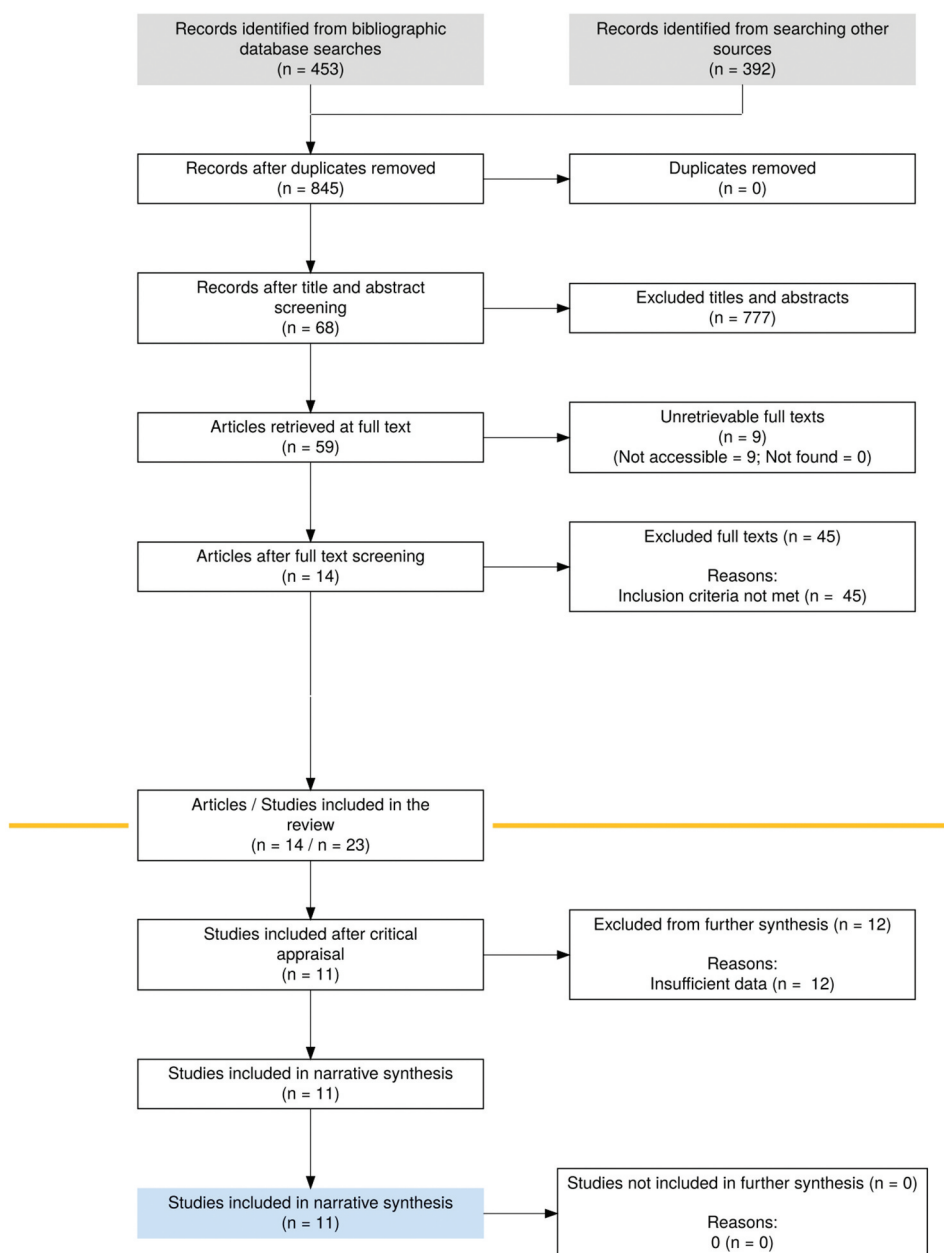 Records identified from bibliographic
database searches
(n = 453)
Records identified from searching other
sources
(n = 392)
Records after duplicates removed
(n = 845)
Duplicates removed
(n = 0)
Records after title and abstract
screening
(n = 68)
Excluded titles and abstracts
(n = 777)
Articles retrieved at full text
(n = 59)
Unretrievable full texts
(n = 9)
(Not accessible = 9; Not found = 0)
Articles after full text screening
(n = 14)
Excluded full texts (n = 45)
Reasons:
Inclusion criteria not met (n =  45)
Articles / Studies included in the
review
(n = 14 / n = 23)
Studies included after critical
appraisal
(n = 11)
Excluded from further synthesis (n = 12)
Reasons:
Insufficient data (n =  12)
Studies included in narrative synthesis
(n = 11)
Studies included in narrative synthesis
(n = 11)
Studies not included in further synthesis (n = 0)
Reasons:
0 (n = 0)